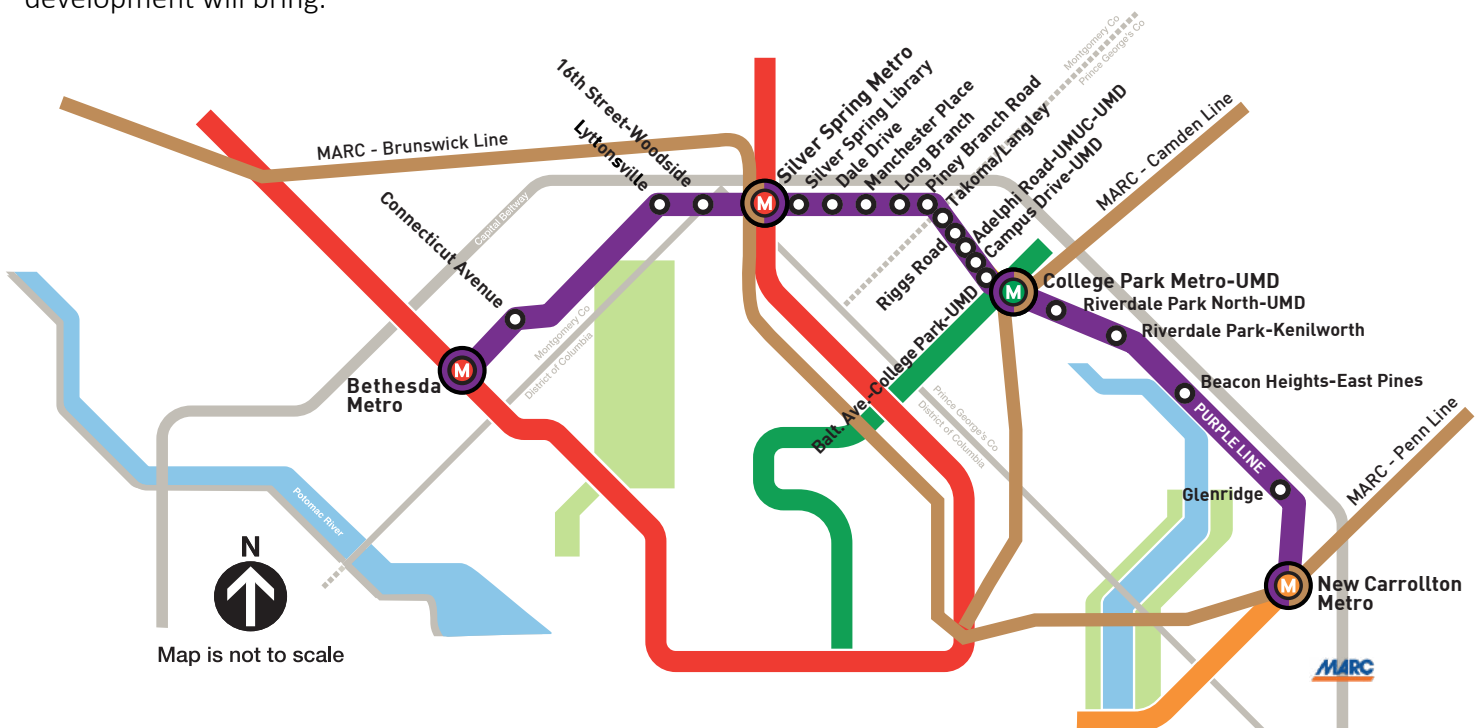 development will bring.
Montgomery Co
Prince George's Co
16th Street-Woodside
Lyttonsville
MARC - Brunswick Line
Silver Spring Metro
Silver Spring Library
Dale Drive
Manchester Place
Long Branch
Piney Branch Road
Takoma/Langley
Riggs Road
Adelphi Road-UMUC-UMD
Campus Drive-UMD
MARC - Camden Line
Connecticut Avenue
Capital Beltway
Balt. Ave.-College Park-UMD
College Park Metro-UMD
Riverdale Park North-UMD
Riverdale Park-Kenilworth
Montgomery Co
District of Columbia
M
M
M
Bethesda
Metro
Beacon Heights-East Pines
Prince George's Co
District of Columbia
PURPLE LINE
MARC - Penn Line
Glenridge
Potomac River
N
M
New Carrollton
Metro
Map is not to scale
MARC